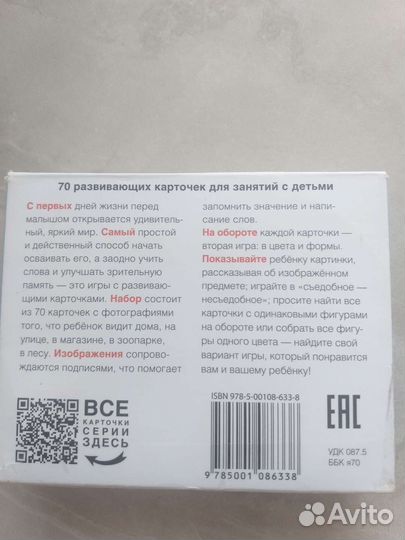 70 развивающих карточек для занятий с детьми
С первых дней жизни перед
малышом открывается удивитель-
ный, яркий мир. Самый простой
и действенный способ начать
осваивать его, а заодно учить
слова и улучшать зрительную
память — это игры с развиваю-
щими карточками. Набор состоит
из 70 карточек с фотографиями
того, что ребёнок видит дома, на
улице, в магазине, в зоопарке,
в лесу. Изображения сопрово-
ждаются подписями, что помогает
запомнить значение и напи-
сание слов.
На обороте каждой карточки —
вторая игра: в цвета и формы.
Показывайте ребёнку картинки,
рассказывая об изображённом
предмете; играйте в «съедобное —
несъедобное»; просите найти все
карточки с одинаковыми фигурами
на обороте или собрать все фигу-
ры одного цвета — найдите свой
вариант игры, который понравится
вам и вашему ребёнку!
ВСЕ
КАРТОЧКИ
СЕРИИ
ЗДЕСЬ
ISBN 978-5-00108-633-8
9 785001 086338
EAC
УДК 087.5
ББК я70
Avito